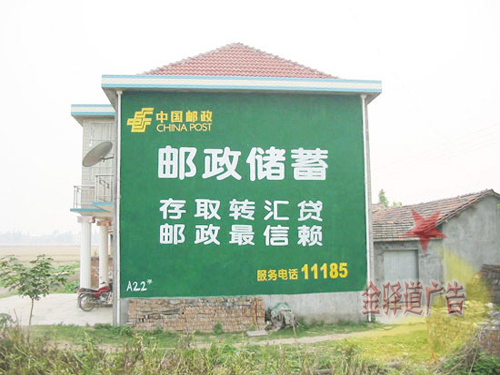 中国邮政
CHINA POST
邮政储蓄
存取转汇贷
邮政最信赖
服务电话 11185
A22#
金驿道广告